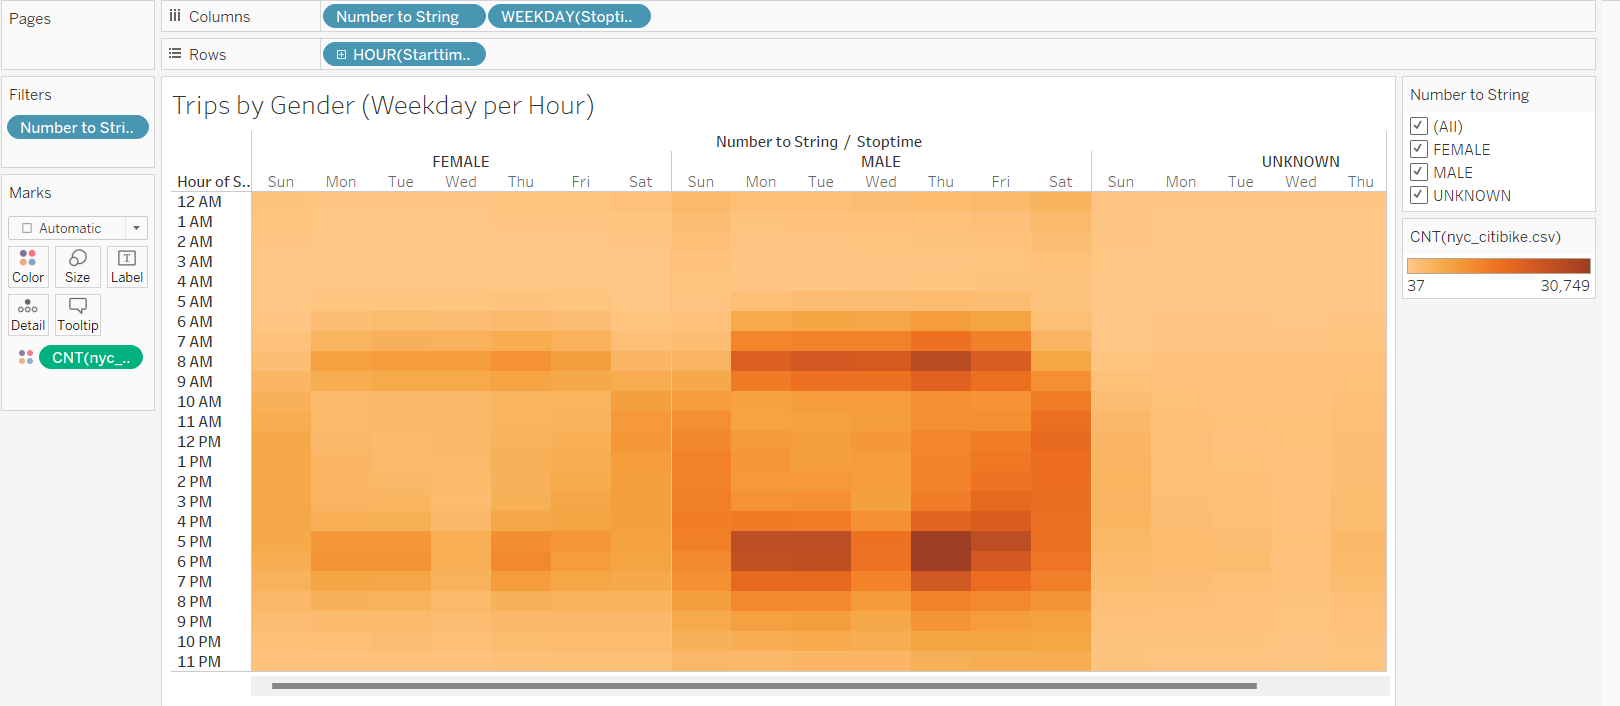 Pages
Columns
Number to String
WEEKDAY(Stopti..
Rows
HOUR(Starttim..
Filters
Number to Stri..
Marks
Automatic
Color
Size
Label
Detail
Tooltip
CNT(nyc_..
Trips by Gender (Weekday per Hour)
Number to String / Stoptime
FEMALE MALE UNKNOWN
Hour of S.. Sun Mon Tue Wed Thu Fri Sat Sun Mon Tue Wed Thu Fri Sat Sun Mon Tue Wed Thu
12 AM
1 AM
2 AM
3 AM
4 AM
5 AM
6 AM
7 AM
8 AM
9 AM
10 AM
11 AM
12 PM
1 PM
2 PM
3 PM
4 PM
5 PM
6 PM
7 PM
8 PM
9 PM
10 PM
11 PM
Number to String
(All)
FEMALE
MALE
UNKNOWN
CNT(nyc_citibike.csv)
37 30,749